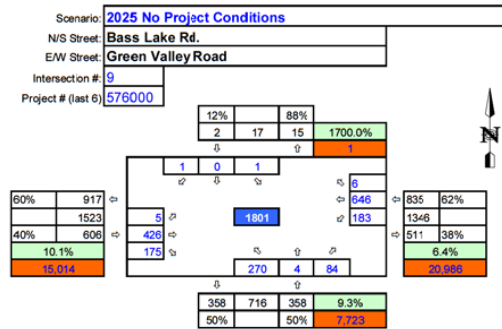 Scenario: 2025 No Project Conditions
N/S Street: Bass Lake Rd.
E/W Street: Green Valley Road
Intersection #: 9
Project # (last 6) 576000
12% 88%
2 17 15 1700.0%
1
N
1 0 1
6
60% 917 646 835 62%
1523 5 1801 183 1346
40% 606 426 511 38%
10.1% 175 6.4%
15,014 270 4 84 20,986
358 716 358 9.3%
50% 50% 7,723